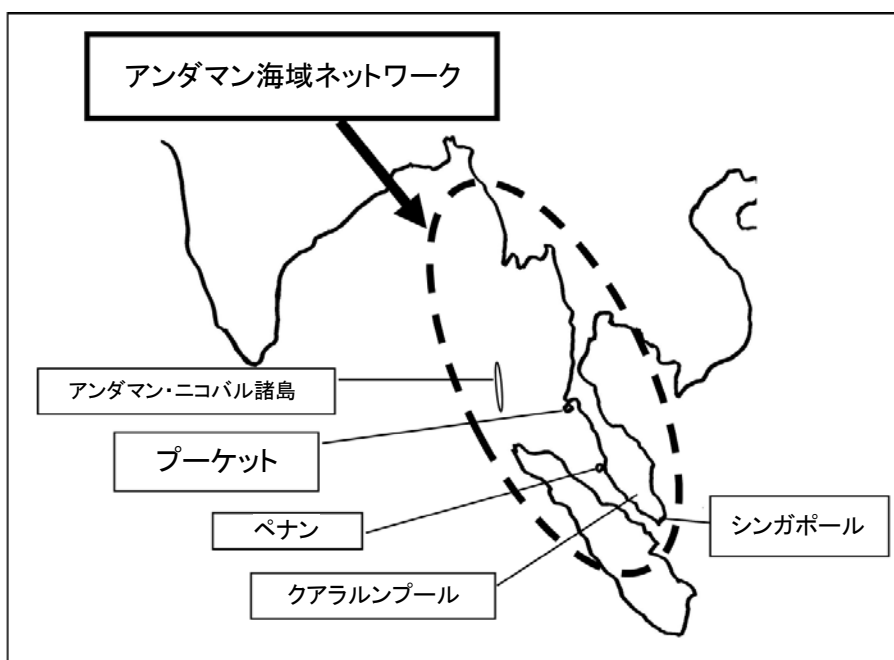 アンダマン海域ネットワーク
アンダマン・ニコバル諸島
プーケット
ペナン
シンガポール
クアラルンプール